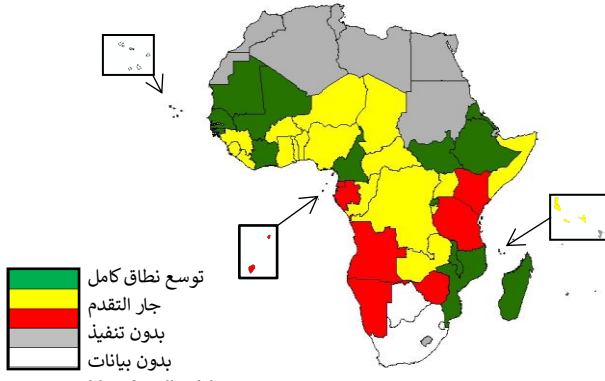 توسع نطاق كامل
جار التقدم
بدون تنفيذ
بدون بيانات